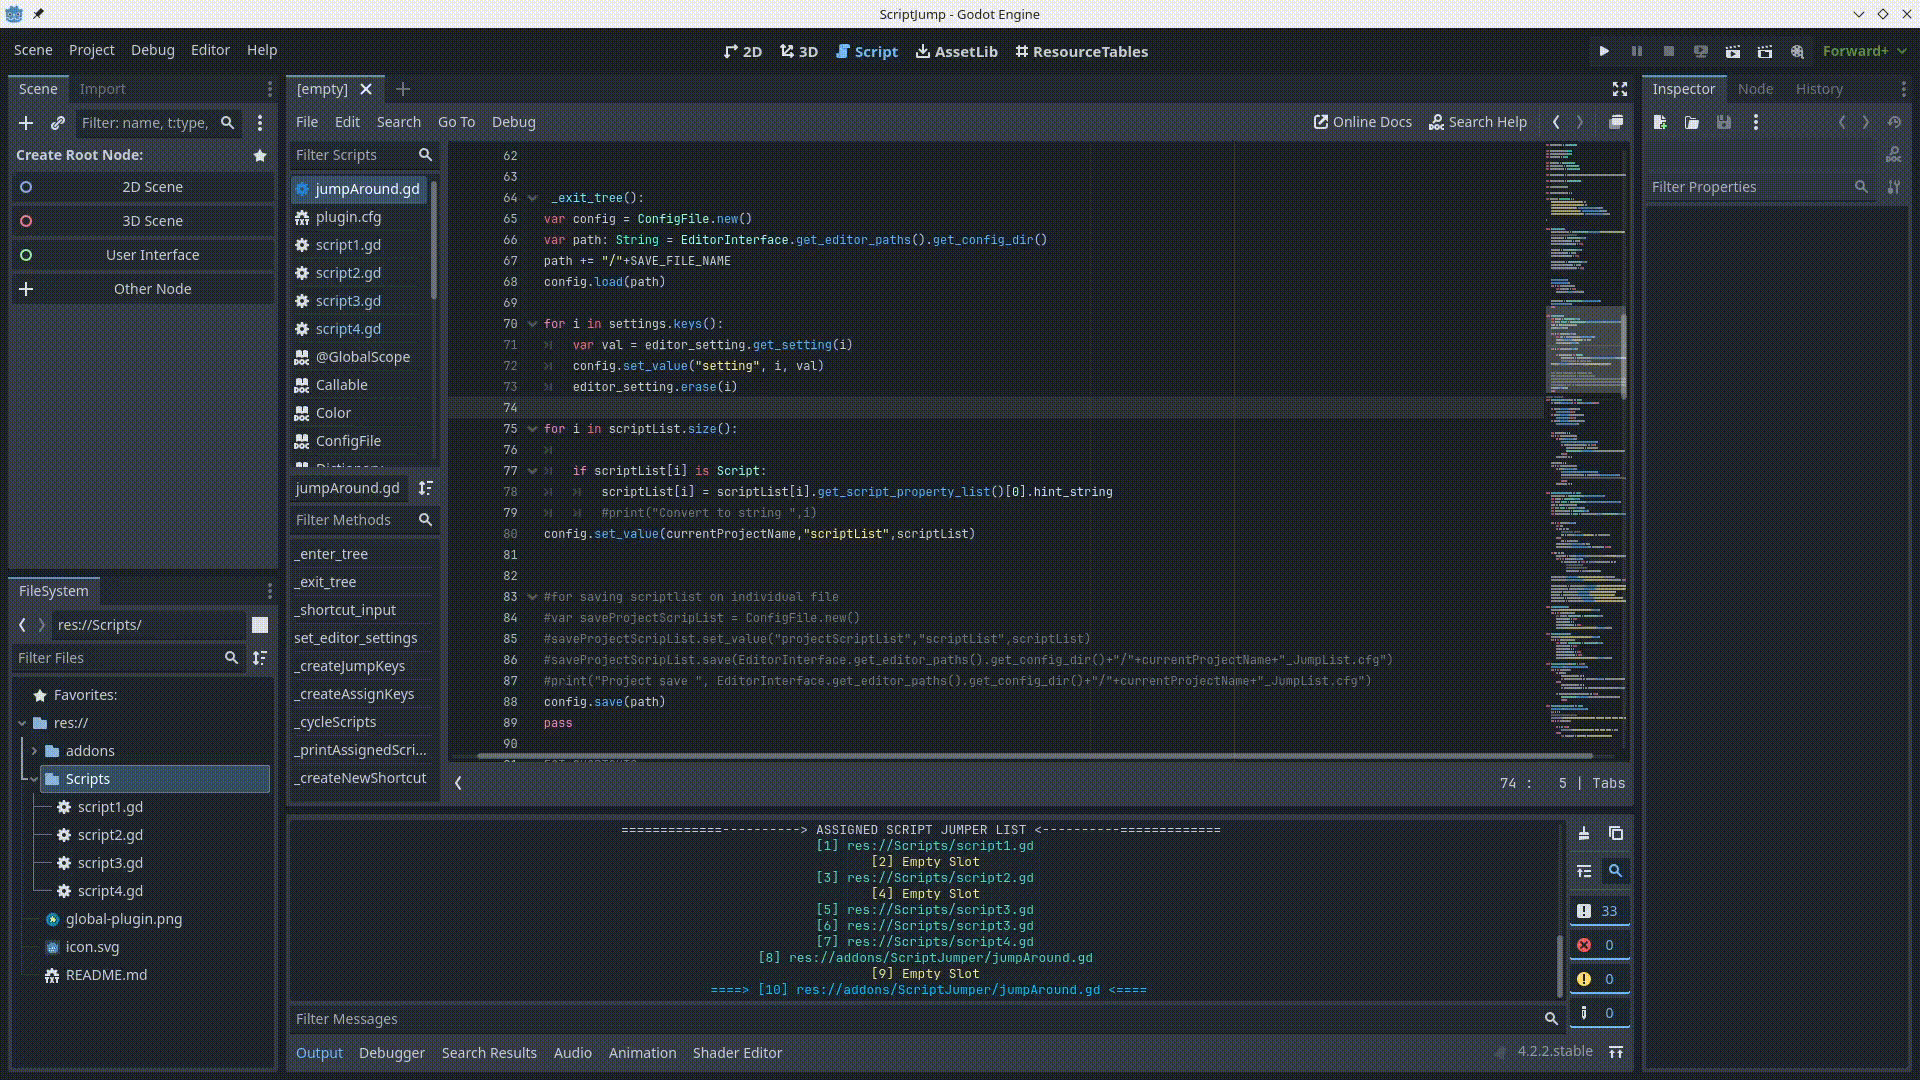 ScriptJump - Godot Engine
Scene Project Debug Editor Help
2D 3D Script AssetLib ResourceTables
Forward+
Scene Import
Filter: name, t:type,
Create Root Node:
2D Scene
3D Scene
User Interface
Other Node
FileSystem
res://Scripts/
Filter Files
Favorites:
res://
addons
Scripts
script1.gd
script2.gd
script3.gd
script4.gd
global-plugin.png
icon.svg
README.md
[empty]
File Edit Search Go To Debug
Online Docs Search Help
Filter Scripts
jumpAround.gd
plugin.cfg
script1.gd
script2.gd
script3.gd
script4.gd
@GlobalScope
Callable
Color
ConfigFile
jumpAround.gd
Filter Methods
_enter_tree
_exit_tree
_shortcut_input
set_editor_settings
_createJumpKeys
_createAssignKeys
_cycleScripts
_printAssignedScri...
_createNewShortcut
62
63
64 _exit_tree():
65 var config = ConfigFile.new()
66 var path: String = EditorInterface.get_editor_paths().get_config_dir()
67 path += "/"+SAVE_FILE_NAME
68 config.load(path)
69
70 for i in settings.keys():
71 var val = editor_setting.get_setting(i)
72 config.set_value("setting", i, val)
73 editor_setting.erase(i)
74
75 for i in scriptList.size():
76
77 if scriptList[i] is Script:
78 scriptList[i] = scriptList[i].get_script_property_list()[0].hint_string
79 #print("Convert to string ",i)
80 config.set_value(currentProjectName,"scriptList",scriptList)
81
82
83 #for saving scriptlist on individual file
84 #var saveProjectScripList = ConfigFile.new()
85 #saveProjectScripList.set_value("projectScriptList","scriptList",scriptList)
86 #saveProjectScripList.save(EditorInterface.get_editor_paths().get_config_dir()+"/"+currentProjectName+"_JumpList.cfg")
87 #print("Project save ", EditorInterface.get_editor_paths().get_config_dir()+"/"+currentProjectName+"_JumpList.cfg")
88 config.save(path)
89 pass
90
74 : 5 | Tabs
=============----------> ASSIGNED SCRIPT JUMPER LIST <----------=============
[1] res://Scripts/script1.gd
[2] Empty Slot
[3] res://Scripts/script2.gd
[4] Empty Slot
[5] res://Scripts/script3.gd
[6] res://Scripts/script3.gd
[7] res://Scripts/script4.gd
[8] res://addons/ScriptJumper/jumpAround.gd
[9] Empty Slot
====> [10] res://addons/ScriptJumper/jumpAround.gd <====
33
0
0
0
Filter Messages
Output Debugger Search Results Audio Animation Shader Editor
4.2.2.stable
Inspector Node History
Filter Properties